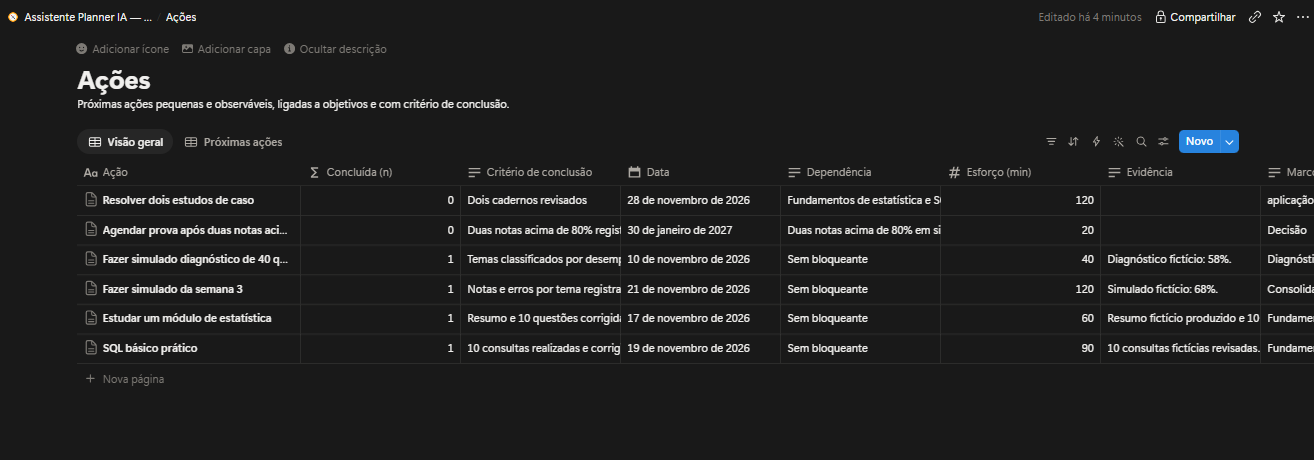 Assistente Planner IA — ... / Ações
Editado há 4 minutos
Compartilhar
Adicionar ícone
Adicionar capa
Ocultar descrição
Ações
Próximas ações pequenas e observáveis, ligadas a objetivos e com critério de conclusão.
Visão geral
Próximas ações
Novo
Aa Ação Σ Concluída (n) Critério de conclusão Data Dependência # Esforço (min) Evidência Marco
Resolver dois estudos de caso 0 Dois cadernos revisados 28 de novembro de 2026 Fundamentos de estatística e S 120 aplicação
Agendar prova após duas notas aci... 0 Duas notas acima de 80% regist 30 de janeiro de 2027 Duas notas acima de 80% em si 20 Decisão
Fazer simulado diagnóstico de 40 q... 1 Temas classificados por desemp 10 de novembro de 2026 Sem bloqueante 40 Diagnóstico fictício: 58%. Diagnósti
Fazer simulado da semana 3 1 Notas e erros por tema registra 21 de novembro de 2026 Sem bloqueante 120 Simulado fictício: 68%. Consolida
Estudar um módulo de estatística 1 Resumo e 10 questões corrigida 17 de novembro de 2026 Sem bloqueante 60 Resumo fictício produzido e 10 Fundame
SQL básico prático 1 10 consultas realizadas e corrig 19 de novembro de 2026 Sem bloqueante 90 10 consultas fictícias revisadas. Fundame
+ Nova página